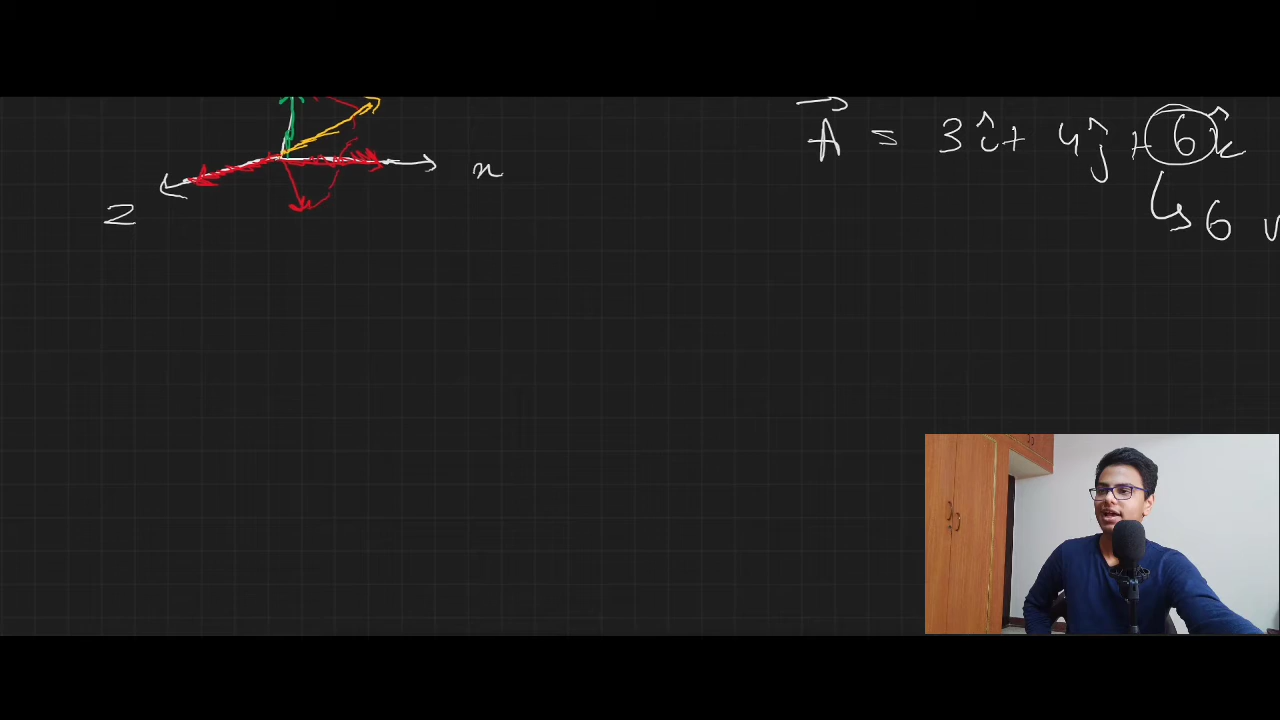 A⃗ = 3î + 4ĵ + 6k̂
x
z
↳ 6